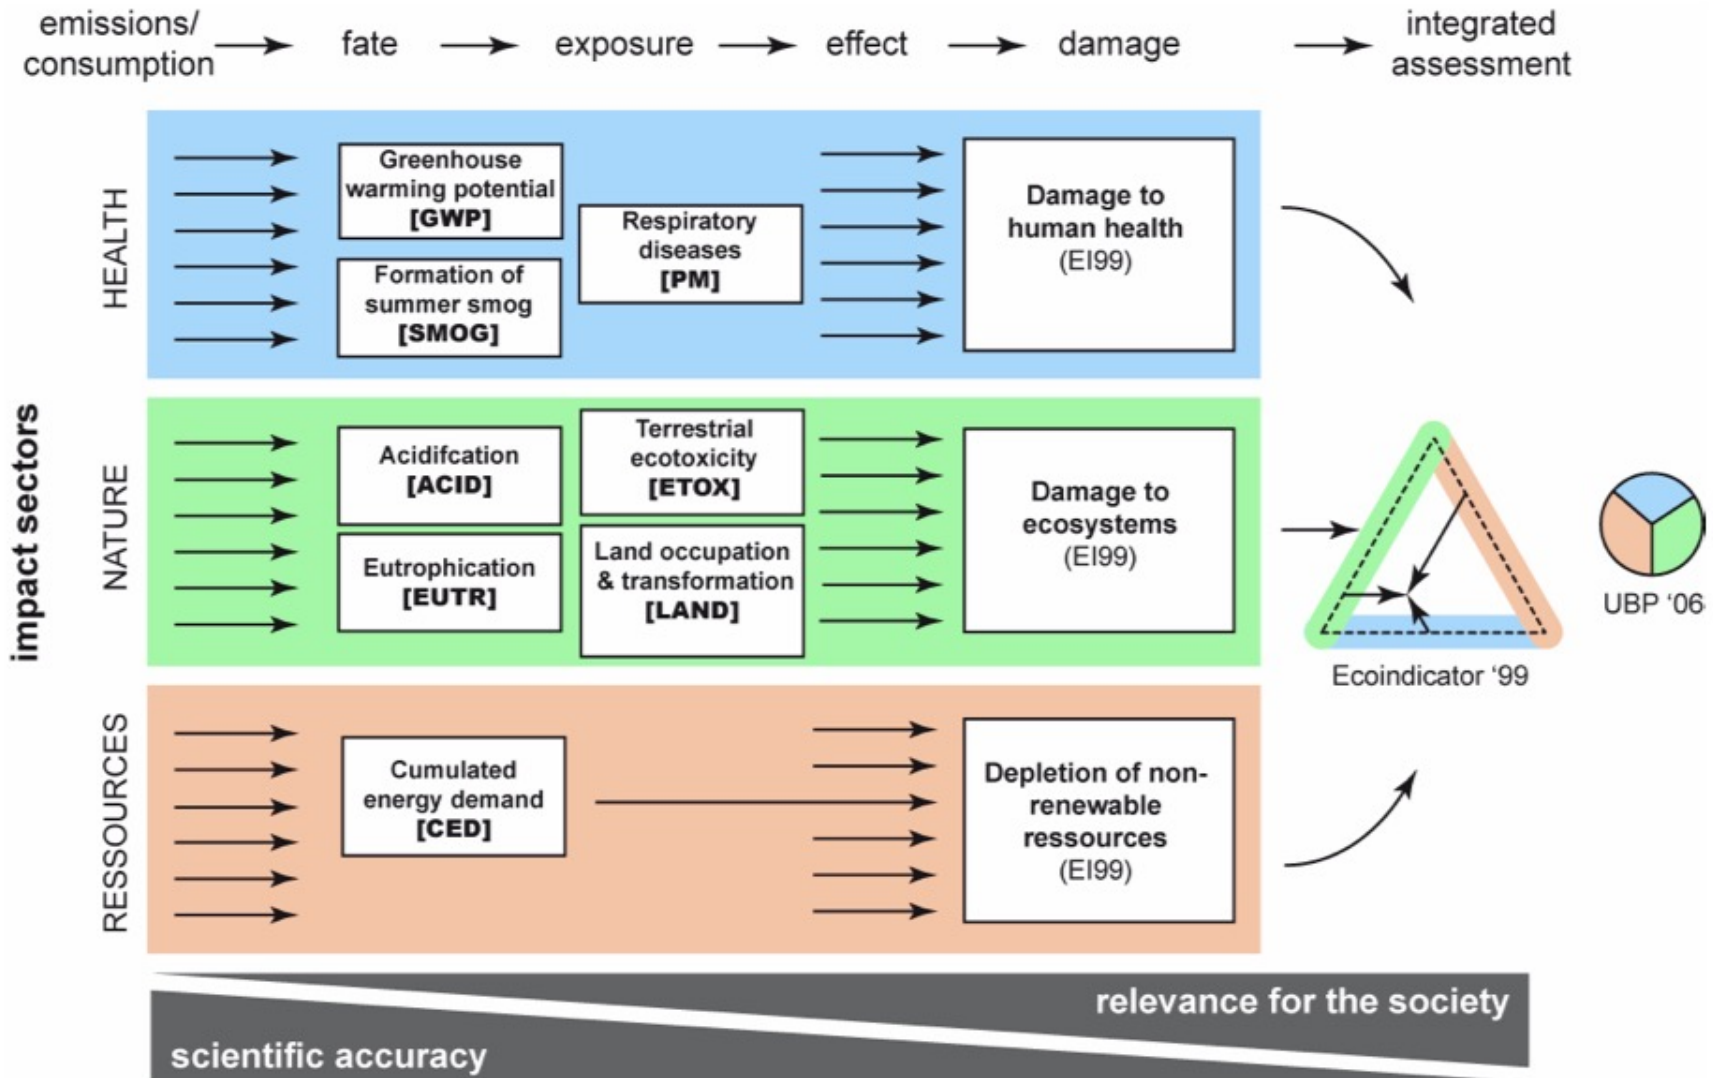 emissions/
consumption
fate
exposure
effect
damage
integrated
assessment
impact sectors
HEALTH
Greenhouse
warming potential
[GWP]
Formation of
summer smog
[SMOG]
Respiratory
diseases
[PM]
Damage to
human health
(EI99)
NATURE
Acidifcation
[ACID]
Eutrophication
[EUTR]
Terrestrial
ecotoxicity
[ETOX]
Land occupation
& transformation
[LAND]
Damage to
ecosystems
(EI99)
Ecoindicator ‘99
UBP ‘06
RESSOURCES
Cumulated
energy demand
[CED]
Depletion of non-
renewable
ressources
(EI99)
relevance for the society
scientific accuracy